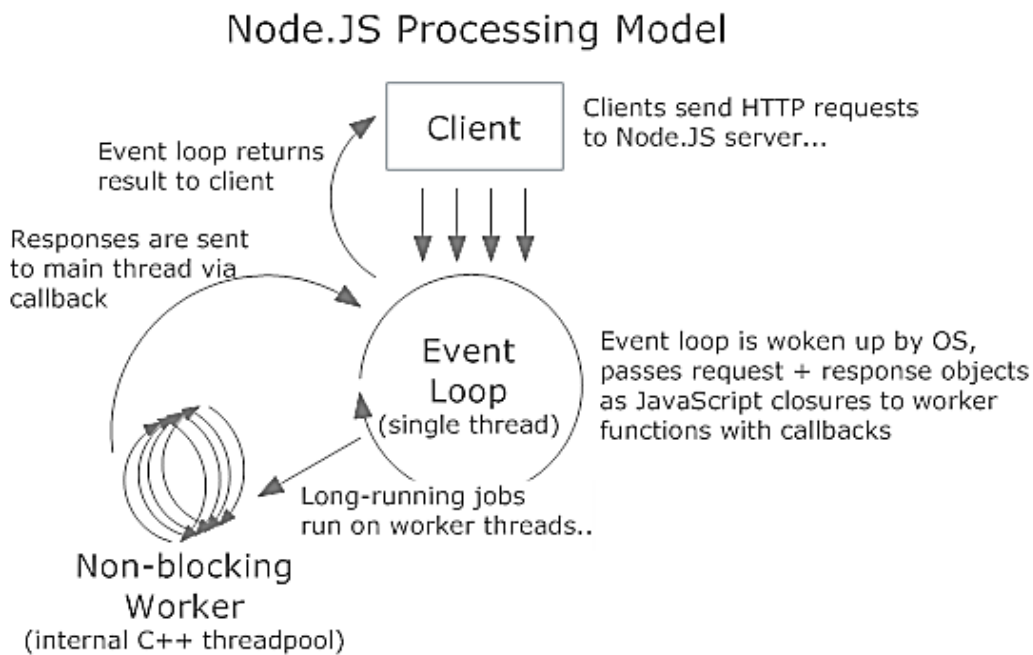 Node.JS Processing Model
Client
Clients send HTTP requests
to Node.JS server...
Event loop returns
result to client
Responses are sent
to main thread via
callback
Event
Loop
(single thread)
Event loop is woken up by OS,
passes request + response objects
as JavaScript closures to worker
functions with callbacks
Long-running jobs
run on worker threads..
Non-blocking
Worker
(internal C++ threadpool)